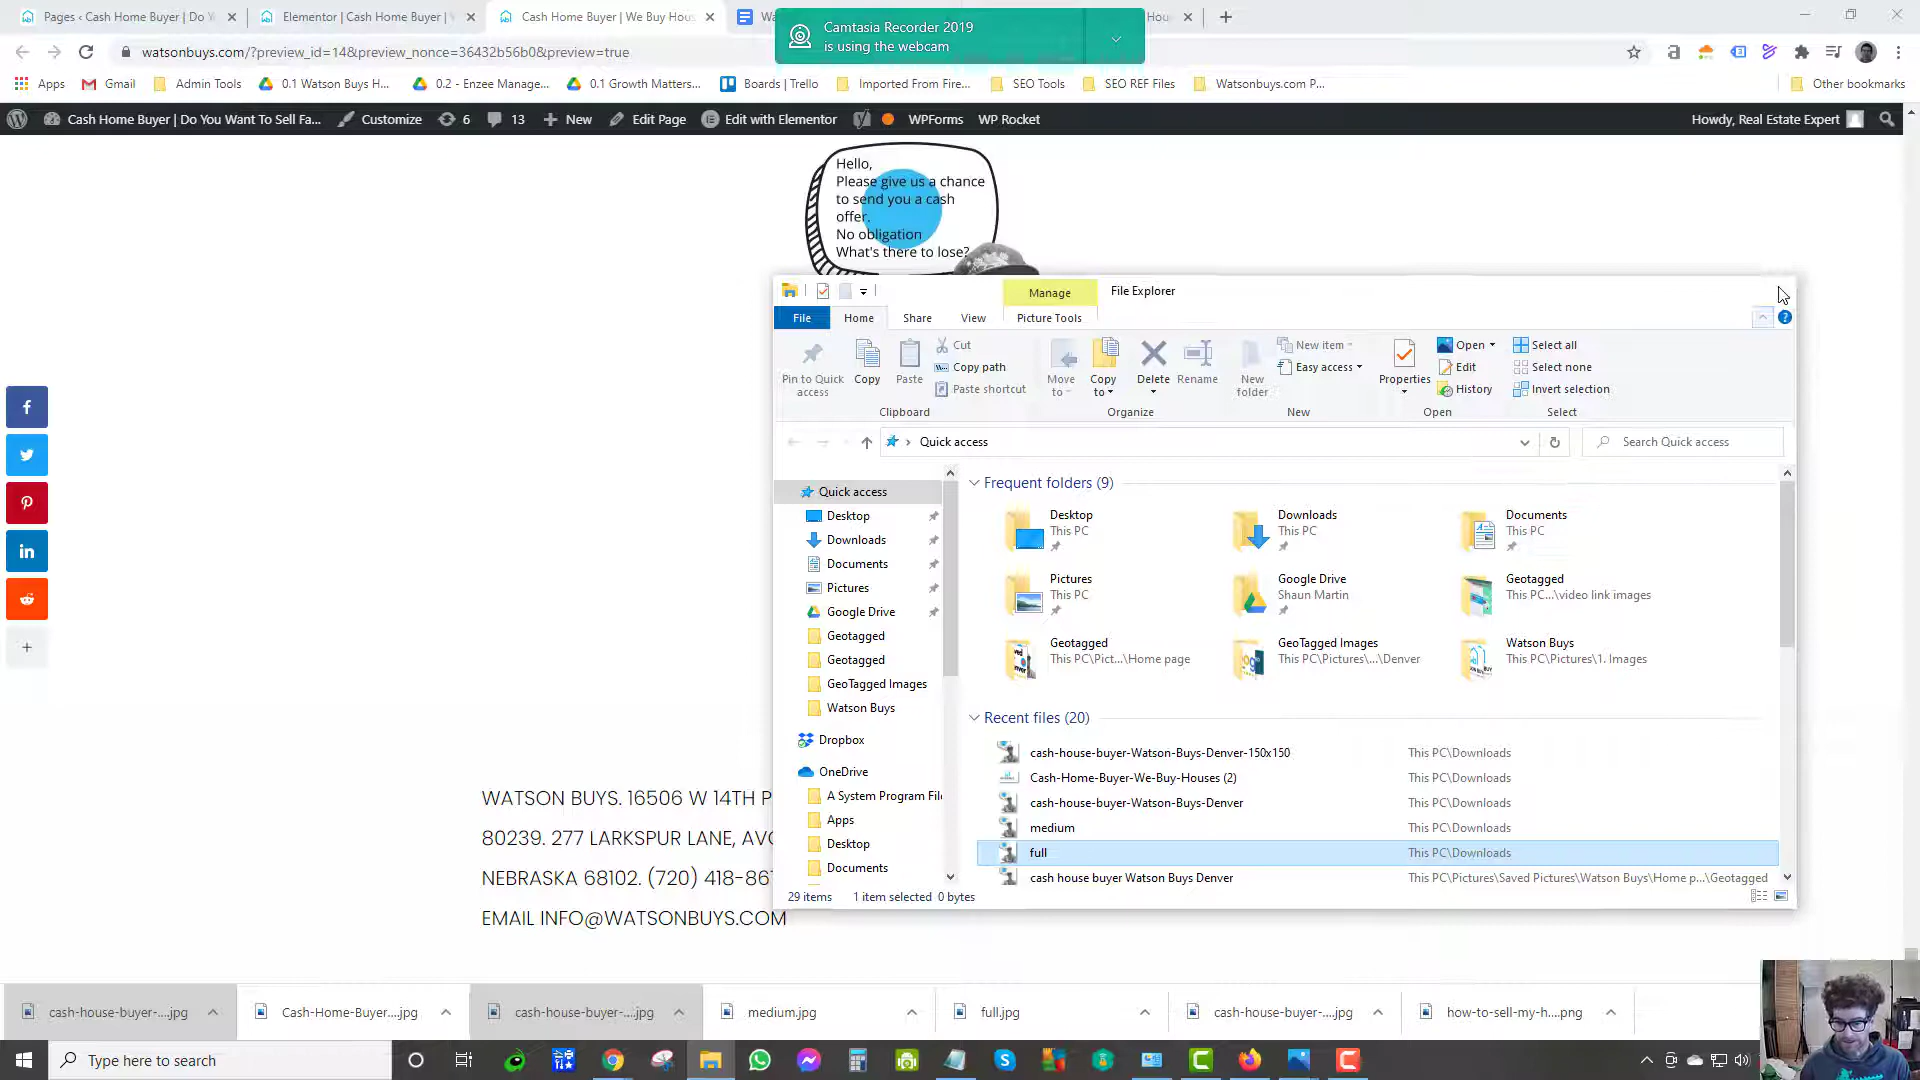 Pages ‹ Cash Home Buyer | Do Y
Elementor | Cash Home Buyer | V
Cash Home Buyer | We Buy Hous
Wa
Hou
Camtasia Recorder 2019
is using the webcam
watsonbuys.com/?preview_id=14&preview_nonce=36432b56b0&preview=true
Apps
Gmail
Admin Tools
0.1 Watson Buys H...
0.2 - Enzee Manage...
0.1 Growth Matters...
Boards | Trello
Imported From Fire...
SEO Tools
SEO REF Files
Watsonbuys.com P...
Other bookmarks
Cash Home Buyer | Do You Want To Sell Fa...
Customize
6
13
New
Edit Page
Edit with Elementor
WPForms
WP Rocket
Howdy, Real Estate Expert
Hello,
Please give us a chance
to send you a cash
offer.
No obligation
What's there to lose?
Manage
File Explorer
File
Home
Share
View
Picture Tools
Pin to Quick access
Copy
Paste
Cut
Copy path
Paste shortcut
Move to
Copy to
Delete
Rename
New folder
New item
Easy access
Properties
Open
Edit
History
Select all
Select none
Invert selection
Clipboard
Organize
New
Open
Select
Quick access
Search Quick access
Quick access
Desktop
Downloads
Documents
Pictures
Google Drive
Geotagged
Geotagged
GeoTagged Images
Watson Buys
Dropbox
OneDrive
A System Program File
Apps
Desktop
Documents
Frequent folders (9)
Desktop
This PC
Downloads
This PC
Documents
This PC
Pictures
This PC
Google Drive
Shaun Martin
Geotagged
This PC...\video link images
Geotagged
This PC\Pict...\Home page
GeoTagged Images
This PC\Pictures\...\Denver
Watson Buys
This PC\Pictures\1. Images
Recent files (20)
cash-house-buyer-Watson-Buys-Denver-150x150 This PC\Downloads
Cash-Home-Buyer-We-Buy-Houses (2) This PC\Downloads
cash-house-buyer-Watson-Buys-Denver This PC\Downloads
medium This PC\Downloads
full This PC\Downloads
cash house buyer Watson Buys Denver This PC\Pictures\Saved Pictures\Watson Buys\Home p...\Geotagged
29 items 1 item selected 0 bytes
WATSON BUYS. 16506 W 14TH P
80239. 277 LARKSPUR LANE, AVO
NEBRASKA 68102. (720) 418-867
EMAIL INFO@WATSONBUYS.COM
cash-house-buyer-....jpg
Cash-Home-Buyer....jpg
cash-house-buyer-....jpg
medium.jpg
full.jpg
cash-house-buyer-....jpg
how-to-sell-my-h....png
Type here to search